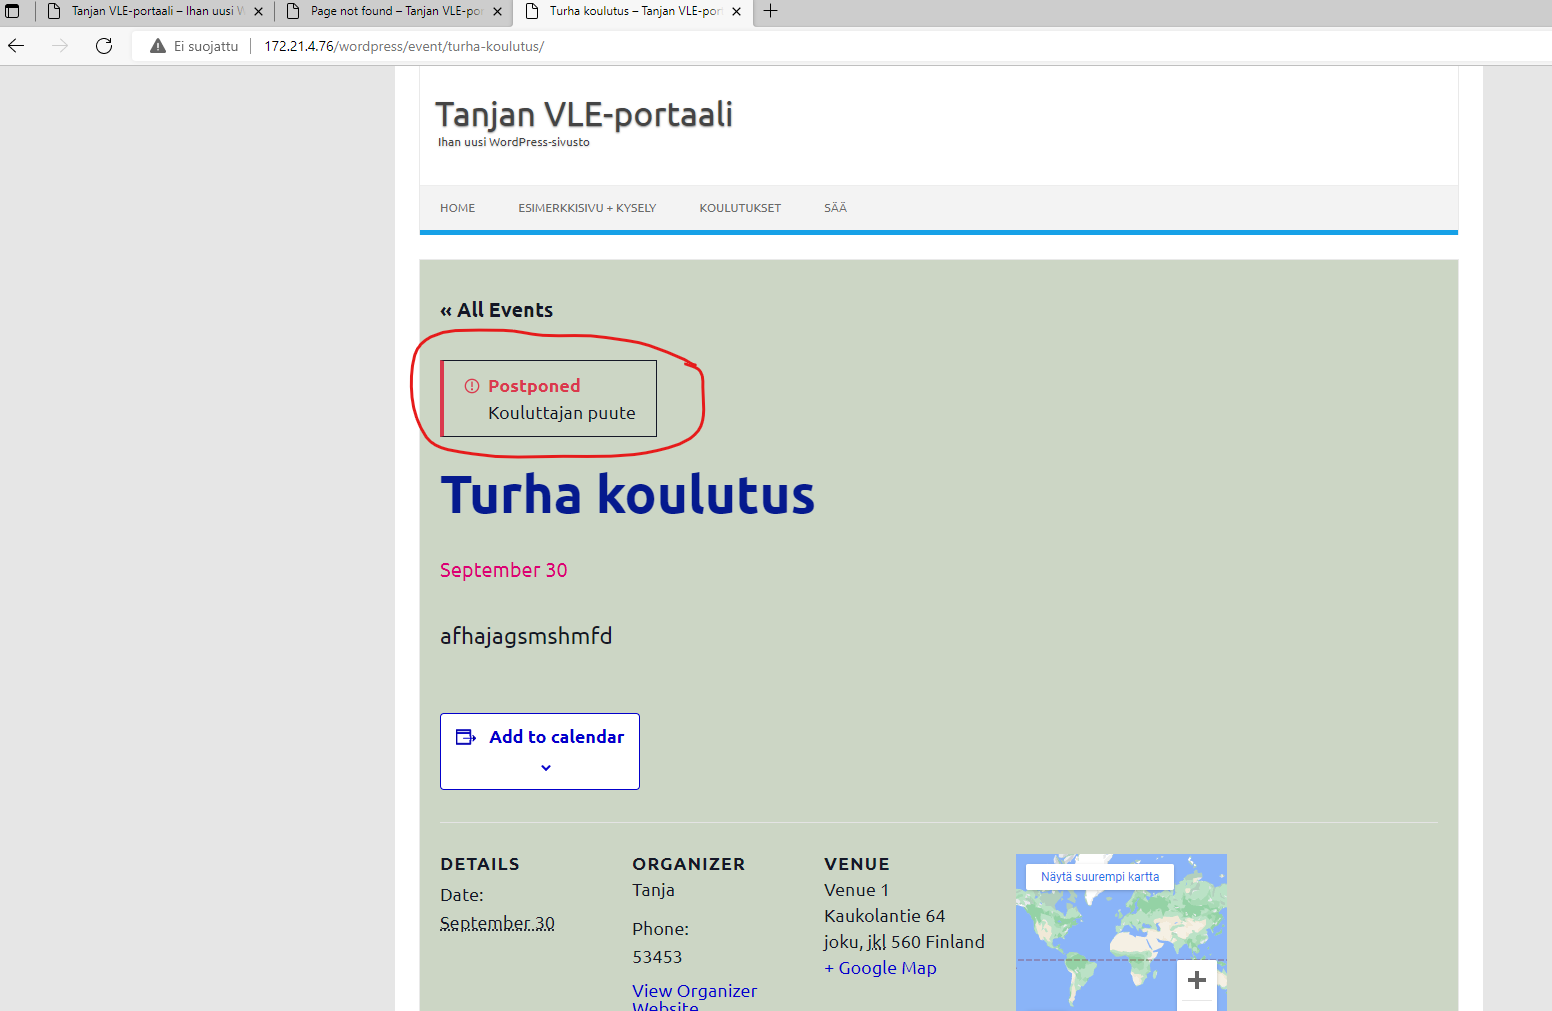 Tanjan VLE-portaali – Ihan uusi W
Page not found – Tanjan VLE-por
Turha koulutus – Tanjan VLE-port
Ei suojattu
172.21.4.76/wordpress/event/turha-koulutus/
Tanjan VLE-portaali
Ihan uusi WordPress-sivusto
HOME ESIMERKKISIVU + KYSELY KOULUTUKSET SÄÄ
« All Events
Postponed
Kouluttajan puute
Turha koulutus
September 30
afhajagsmshmfd
Add to calendar
DETAILS
Date:
September 30
ORGANIZER
Tanja
Phone:
53453
View Organizer
Website
VENUE
Venue 1
Kaukolantie 64
joku, jkl 560 Finland
+ Google Map
Näytä suurempi kartta
+